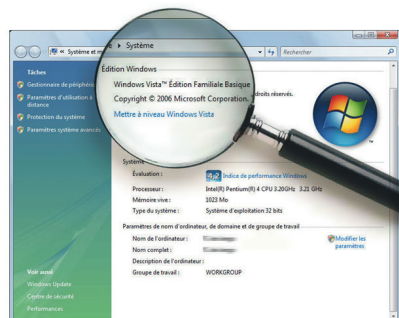 « Système et m
e ▸ Système
Rechercher
Tâches
Gestionnaire de périphériq
Paramètres d'utilisation à
distance
Protection du système
Paramètres système avancés
Édition Windows
Windows Vista™ Édition Familiale Basique
Copyright © 2006 Microsoft Corporation.
droits réservés.
Mettre à niveau Windows Vista
Système
Évaluation :
Indice de performance Windows
Processeur :
Intel(R) Pentium(R) 4 CPU 3.20GHz 3.21 GHz
Mémoire vive :
1023 Mo
Type du système :
Système d'exploitation 32 bits
Paramètres de nom d'ordinateur, de domaine et de groupe de travail
Nom de l'ordinateur :
Modifier les
paramètres
Nom complet :
Description de l'ordinateur :
Groupe de travail :
WORKGROUP
Voir aussi
Windows Update
Centre de sécurité
Performances